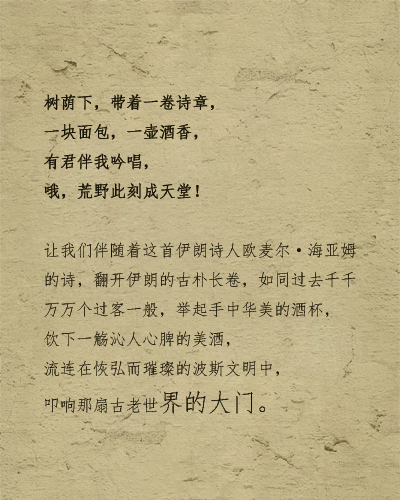 树荫下，带着一卷诗章，
一块面包，一壶酒香，
有君伴我吟唱，
哦，荒野此刻成天堂！
让我们伴随着这首伊朗诗人欧麦尔·海亚姆
的诗，翻开伊朗的古朴长卷，如同过去千千
万万个过客一般，举起手中华美的酒杯，
饮下一觞沁人心脾的美酒，
流连在恢弘而璀璨的波斯文明中，
叩响那扇古老世界的大门。